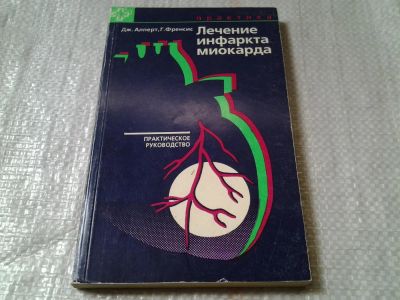 практика
Дж. Алперт, Г. Френсис
Лечение
инфаркта
миокарда
ПРАКТИЧЕСКОЕ
РУКОВОДСТВО